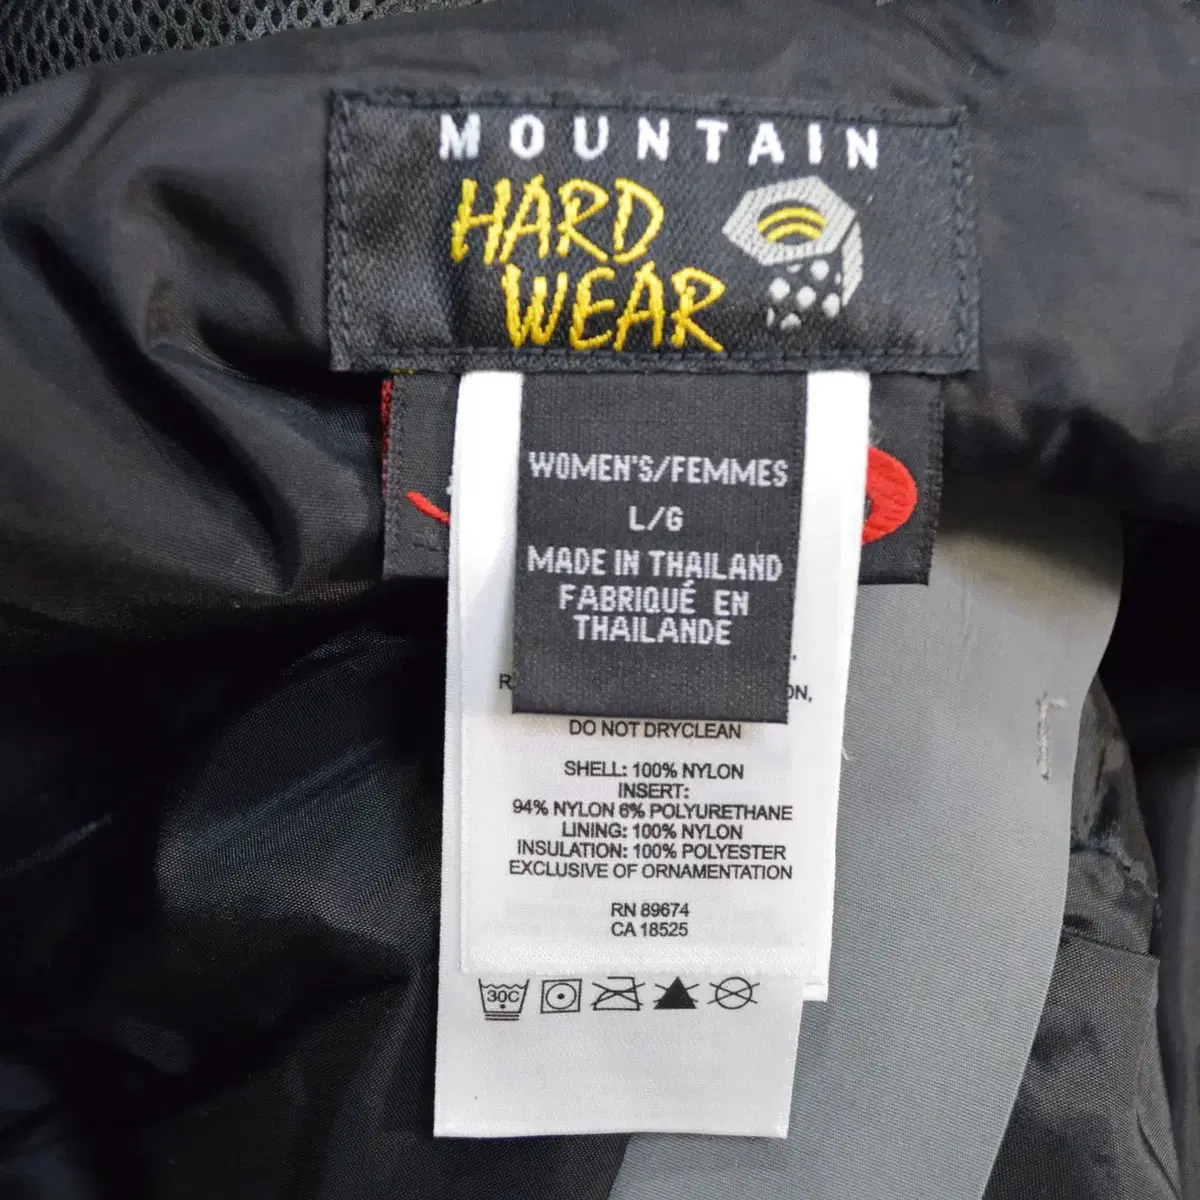 MOUNTAIN
HARD
WEAR
WOMEN'S/FEMMES
L/G
MADE IN THAILAND
FABRIQUÉ EN
THAILANDE
DO NOT DRYCLEAN
SHELL: 100% NYLON
INSERT:
94% NYLON 6% POLYURETHANE
LINING: 100% NYLON
INSULATION: 100% POLYESTER
EXCLUSIVE OF ORNAMENTATION
RN 89674
CA 18525
30C